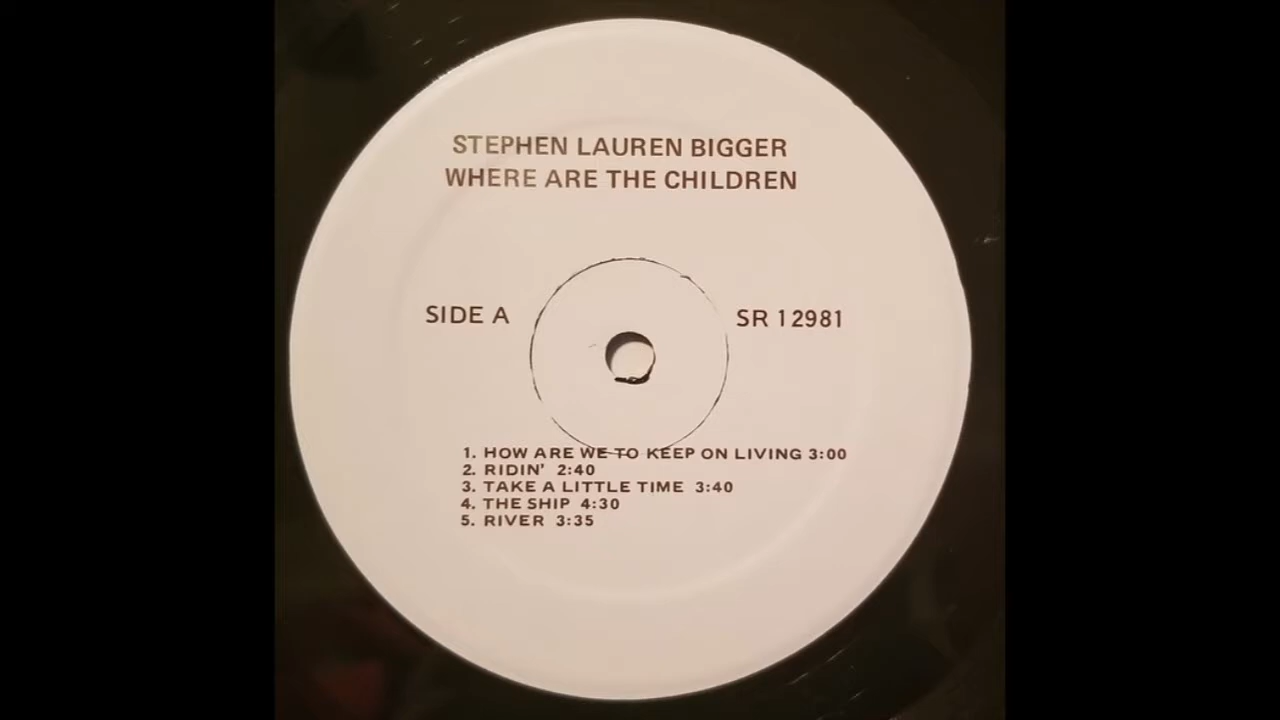 STEPHEN LAUREN BIGGER
WHERE ARE THE CHILDREN
SIDE A
SR 12981
1. HOW ARE WE TO KEEP ON LIVING 3:00
2. RIDIN' 2:40
3. TAKE A LITTLE TIME 3:40
4. THE SHIP 4:30
5. RIVER 3:35